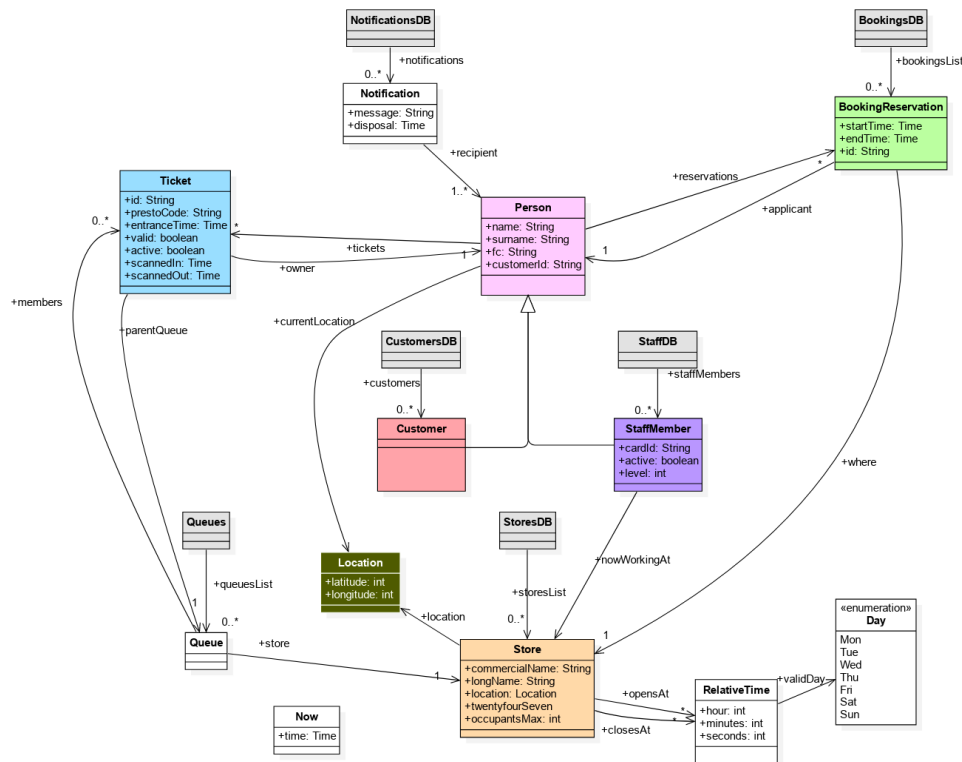 NotificationsDB
+notifications
0..*
Notification
+message: String
+disposal: Time
+recipient
1..*
BookingsDB
+bookingsList
0..*
BookingReservation
+startTime: Time
+endTime: Time
+id: String
+reservations
*
+applicant
1
Ticket
+id: String
+prestoCode: String
+entranceTime: Time
+valid: boolean
+active: boolean
+scannedIn: Time
+scannedOut: Time
0..*
*
+tickets
1
+owner
Person
+name: String
+surname: String
+fc: String
+customerId: String
+members
+parentQueue
+currentLocation
CustomersDB
+customers
0..*
Customer
StaffDB
+staffMembers
0..*
StaffMember
+cardId: String
+active: boolean
+level: int
+where
Queues
+queuesList
1
0..*
Queue
+store
1
Location
+latitude: int
+longitude: int
+location
StoresDB
+storesList
0..*
+nowWorkingAt
1
Store
+commercialName: String
+longName: String
+location: Location
+twentyfourSeven
+occupantsMax: int
+opensAt
*
+closesAt
*
RelativeTime
+hour: int
+minutes: int
+seconds: int
+validDay
«enumeration»
Day
Mon
Tue
Wed
Thu
Fri
Sat
Sun
Now
+time: Time